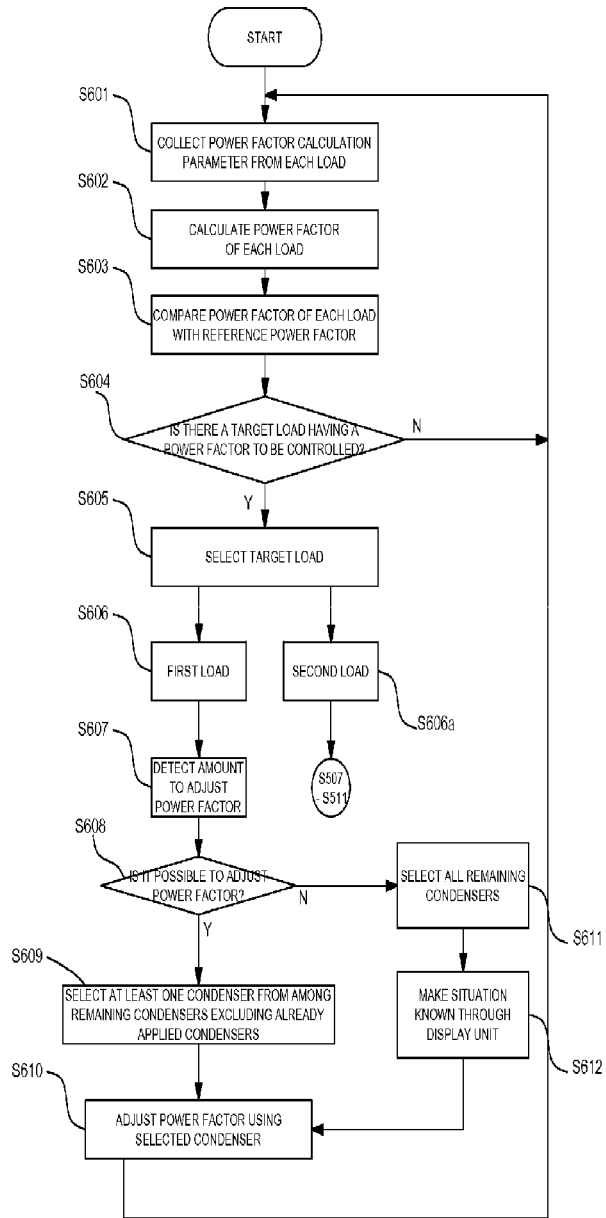 START
S601
COLLECT POWER FACTOR CALCULATION
PARAMETER FROM EACH LOAD
S602
CALCULATE POWER FACTOR
OF EACH LOAD
S603
COMPARE POWER FACTOR OF EACH LOAD
WITH REFERENCE POWER FACTOR
S604
IS THERE A TARGET LOAD HAVING A
POWER FACTOR TO BE CONTROLLED?
N
Y
S605
SELECT TARGET LOAD
S606
FIRST LOAD
SECOND LOAD
S606a
S607
DETECT AMOUNT
TO ADJUST
POWER FACTOR
S507
- S511
S608
IS IT POSSIBLE TO ADJUST
POWER FACTOR?
N
Y
SELECT ALL REMAINING
CONDENSERS
S611
S609
SELECT AT LEAST ONE CONDENSER FROM AMONG
REMAINING CONDENSERS EXCLUDING ALREADY
APPLIED CONDENSERS
MAKE SITUATION
KNOWN THROUGH
DISPLAY UNIT
S612
S610
ADJUST POWER FACTOR USING
SELECTED CONDENSER